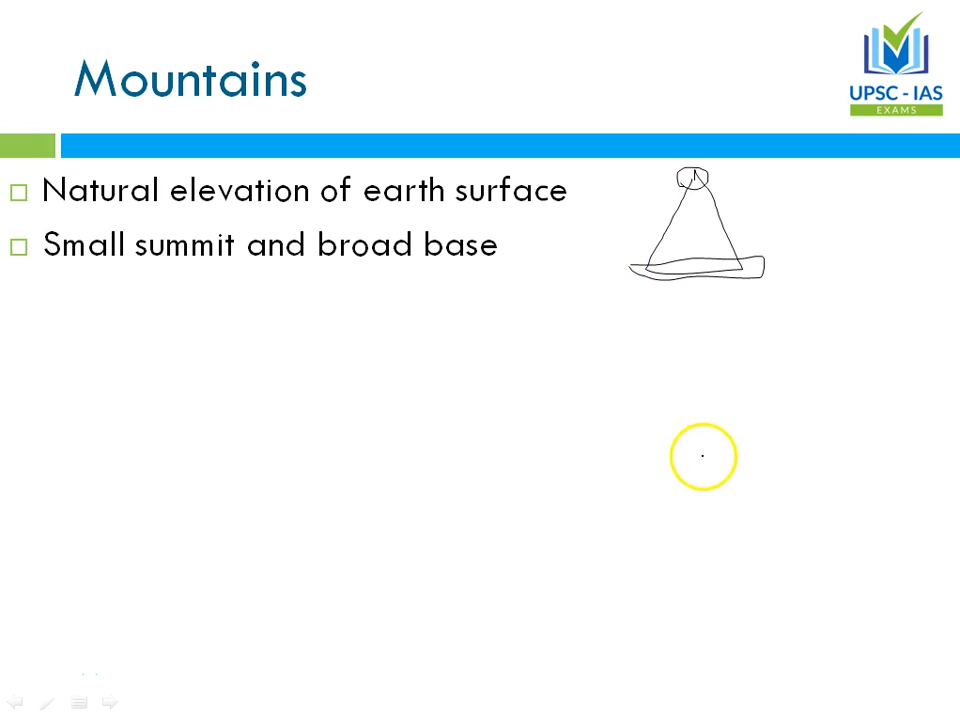 Mountains
UPSC - IAS
EXAMS
Natural elevation of earth surface
Small summit and broad base